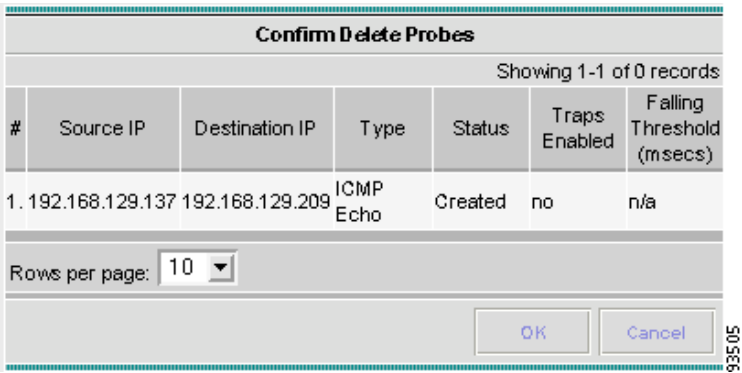 Confirm Delete Probes
Showing 1-1 of 0 records
# Source IP Destination IP Type Status Traps Enabled Falling Threshold (msecs)
1. 192.168.129.137 192.168.129.209 ICMP Echo Created no n/a
Rows per page: 10
OK Cancel
93505